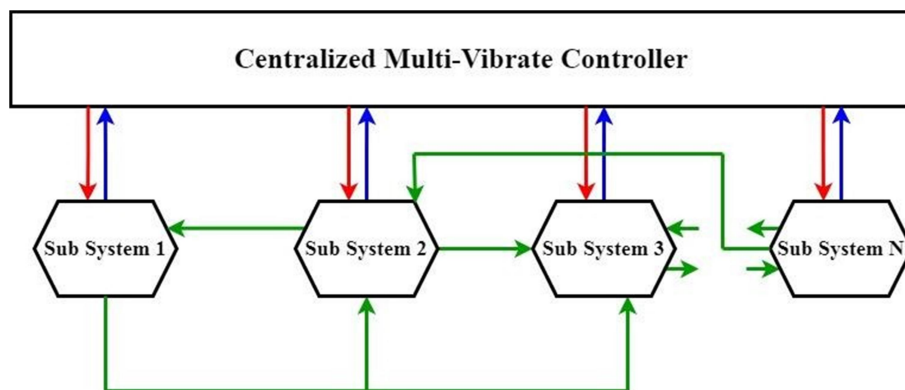 Centralized Multi-Vibrate Controller
Sub System 1
Sub System 2
Sub System 3
Sub System N